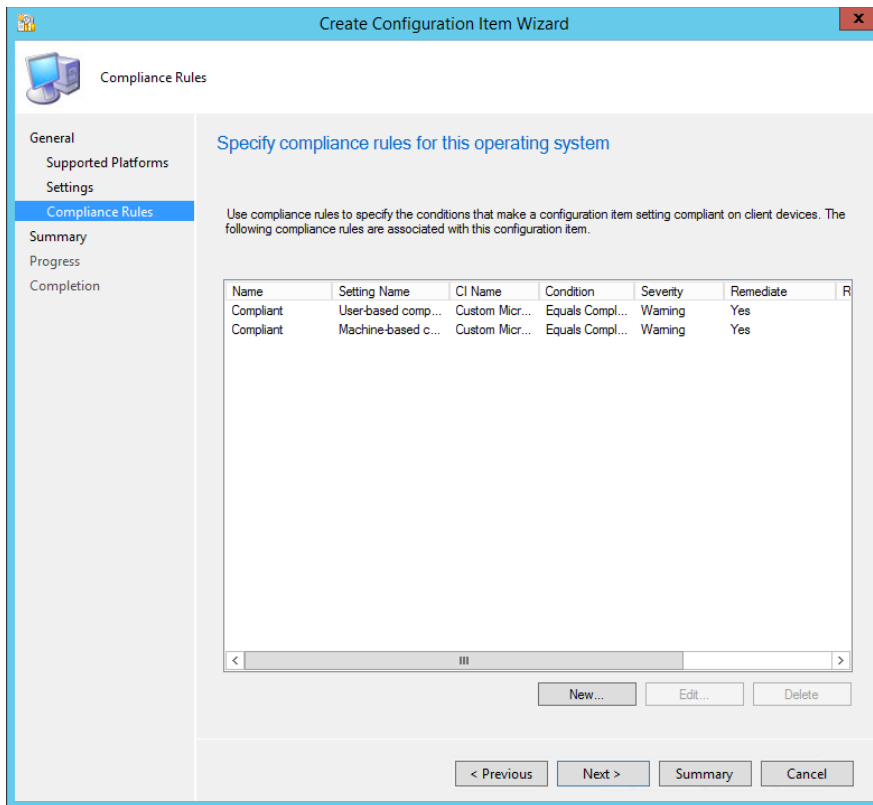 Create Configuration Item Wizard
x
Compliance Rules
General
Supported Platforms
Settings
Compliance Rules
Summary
Progress
Completion
Specify compliance rules for this operating system
Use compliance rules to specify the conditions that make a configuration item setting compliant on client devices. The
following compliance rules are associated with this configuration item.
Name Setting Name CI Name Condition Severity Remediate R
Compliant User-based comp... Custom Micr... Equals Compl... Warning Yes
Compliant Machine-based c... Custom Micr... Equals Compl... Warning Yes
New... Edit... Delete
< Previous Next > Summary Cancel